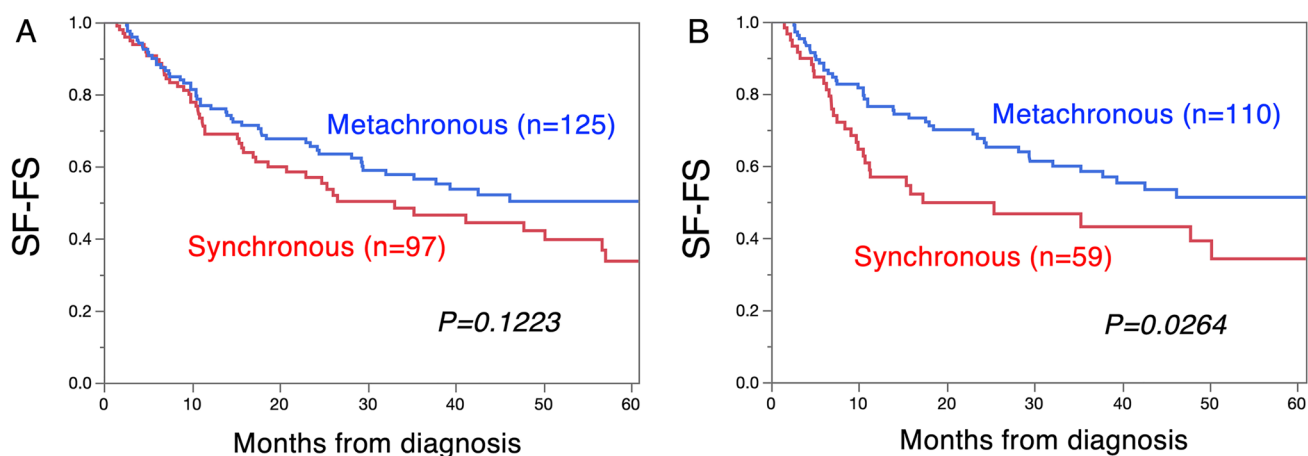 A
SF-FS
1.0
0.8
0.6
0.4
0.2
0.0
Metachronous (n=125)
Synchronous (n=97)
P=0.1223
0 10 20 30 40 50 60
Months from diagnosis
B
SF-FS
1.0
0.8
0.6
0.4
0.2
0.0
Metachronous (n=110)
Synchronous (n=59)
P=0.0264
0 10 20 30 40 50 60
Months from diagnosis